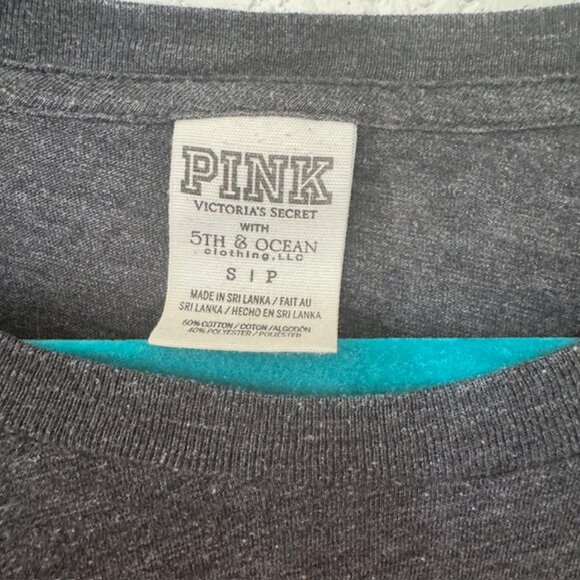 PINK
VICTORIA'S SECRET
WITH
5TH & OCEAN
clothing, LLC
S | P
MADE IN SRI LANKA / FAIT AU
SRI LANKA / HECHO EN SRI LANKA
60% COTTON / COTON / ALGODÓN
40% POLYESTER / POLIÉSTER